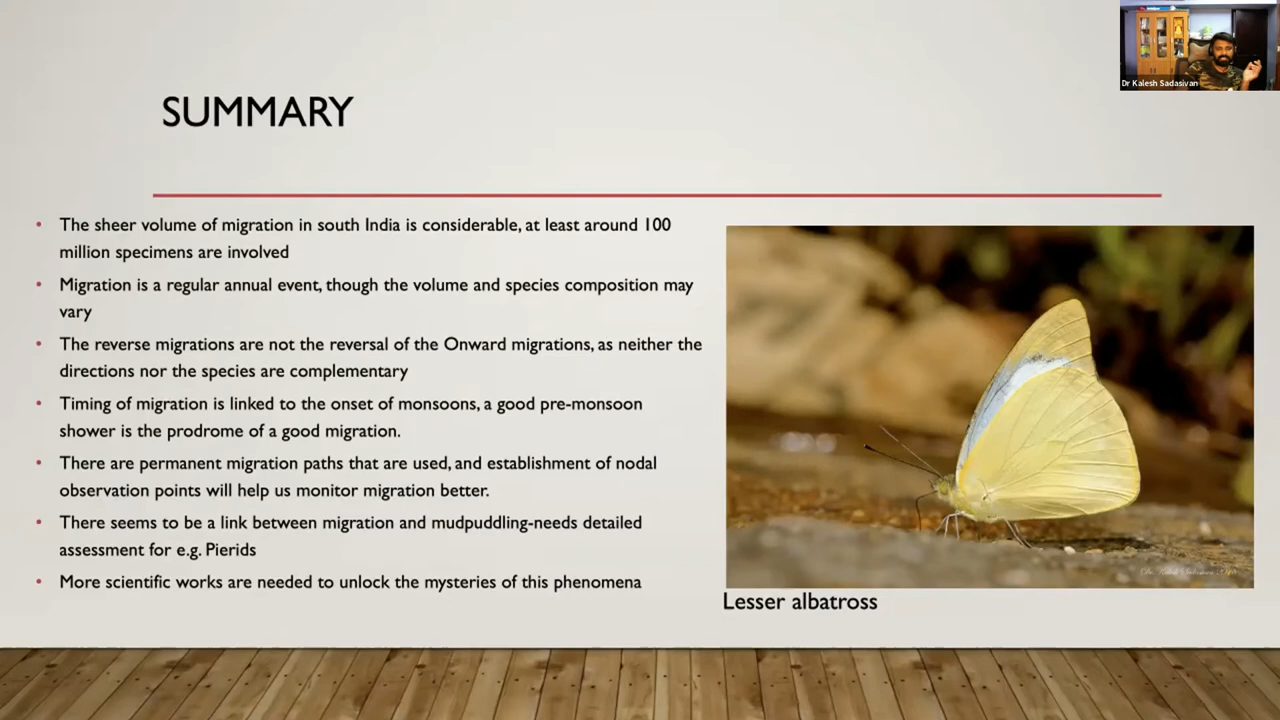 Dr Kalesh Sadasivan
SUMMARY
• The sheer volume of migration in south India is considerable, at least around 100
million specimens are involved
• Migration is a regular annual event, though the volume and species composition may
vary
• The reverse migrations are not the reversal of the Onward migrations, as neither the
directions nor the species are complementary
• Timing of migration is linked to the onset of monsoons, a good pre-monsoon
shower is the prodrome of a good migration.
• There are permanent migration paths that are used, and establishment of nodal
observation points will help us monitor migration better.
• There seems to be a link between migration and mudpuddling-needs detailed
assessment for e.g. Pierids
• More scientific works are needed to unlock the mysteries of this phenomena
Lesser albatross